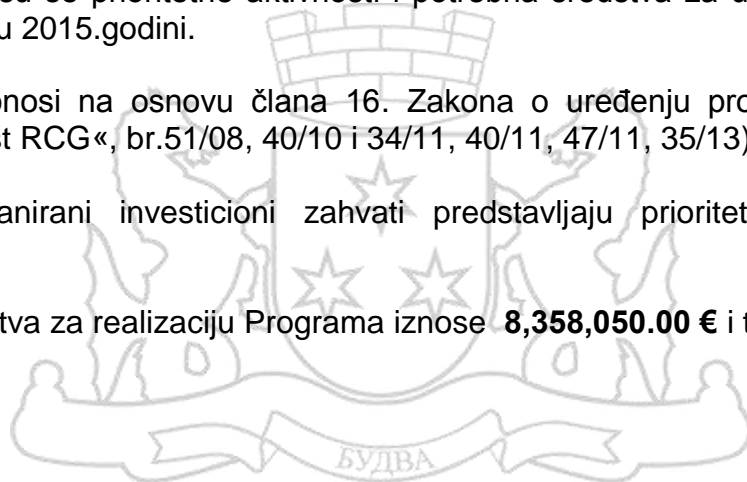 u 2015.godini.
nosi na osnovu člana 16. Zakona o uređenju pro
st RCG«, br.51/08, 40/10 i 34/11, 40/11, 47/11, 35/13)
anirani investicioni zahvati predstavljaju prioritet
tva za realizaciju Programa iznose 8,358,050.00 € i t
БУДВА